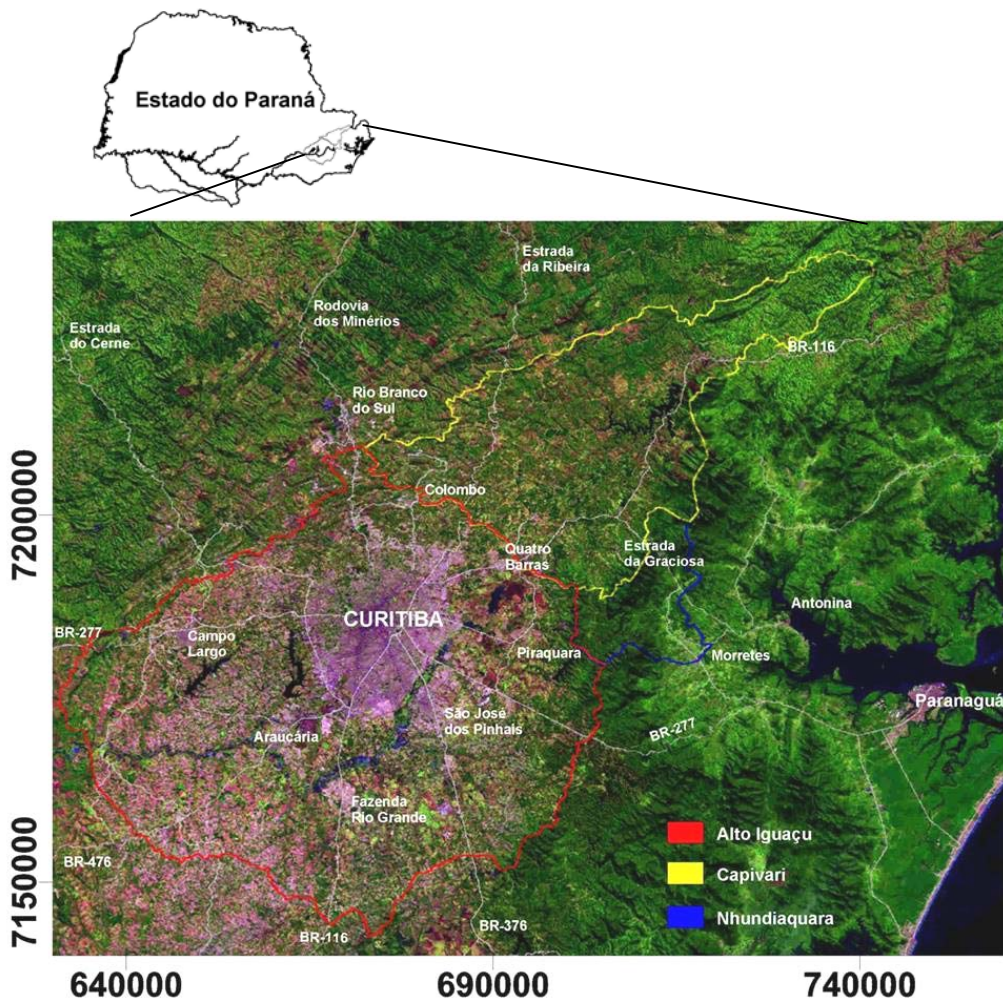 Estado do Paraná
Estrada
da Ribeira
Rodovia
dos Minérios
Estrada
do Cerne
BR-116
Rio Branco
do Sul
Colombo
7200000
Quatro
Barras
Estrada
da Graciosa
CURITIBA
Antonina
BR-277
Campo
Largo
Piraquara
Morretes
Paranaguá
São José
dos Pinhais
BR-277
Araucária
Fazenda
Rio Grande
Alto Iguaçu
BR-476
Capivari
7150000
Nhundiaquara
BR-116
BR-376
640000
690000
740000